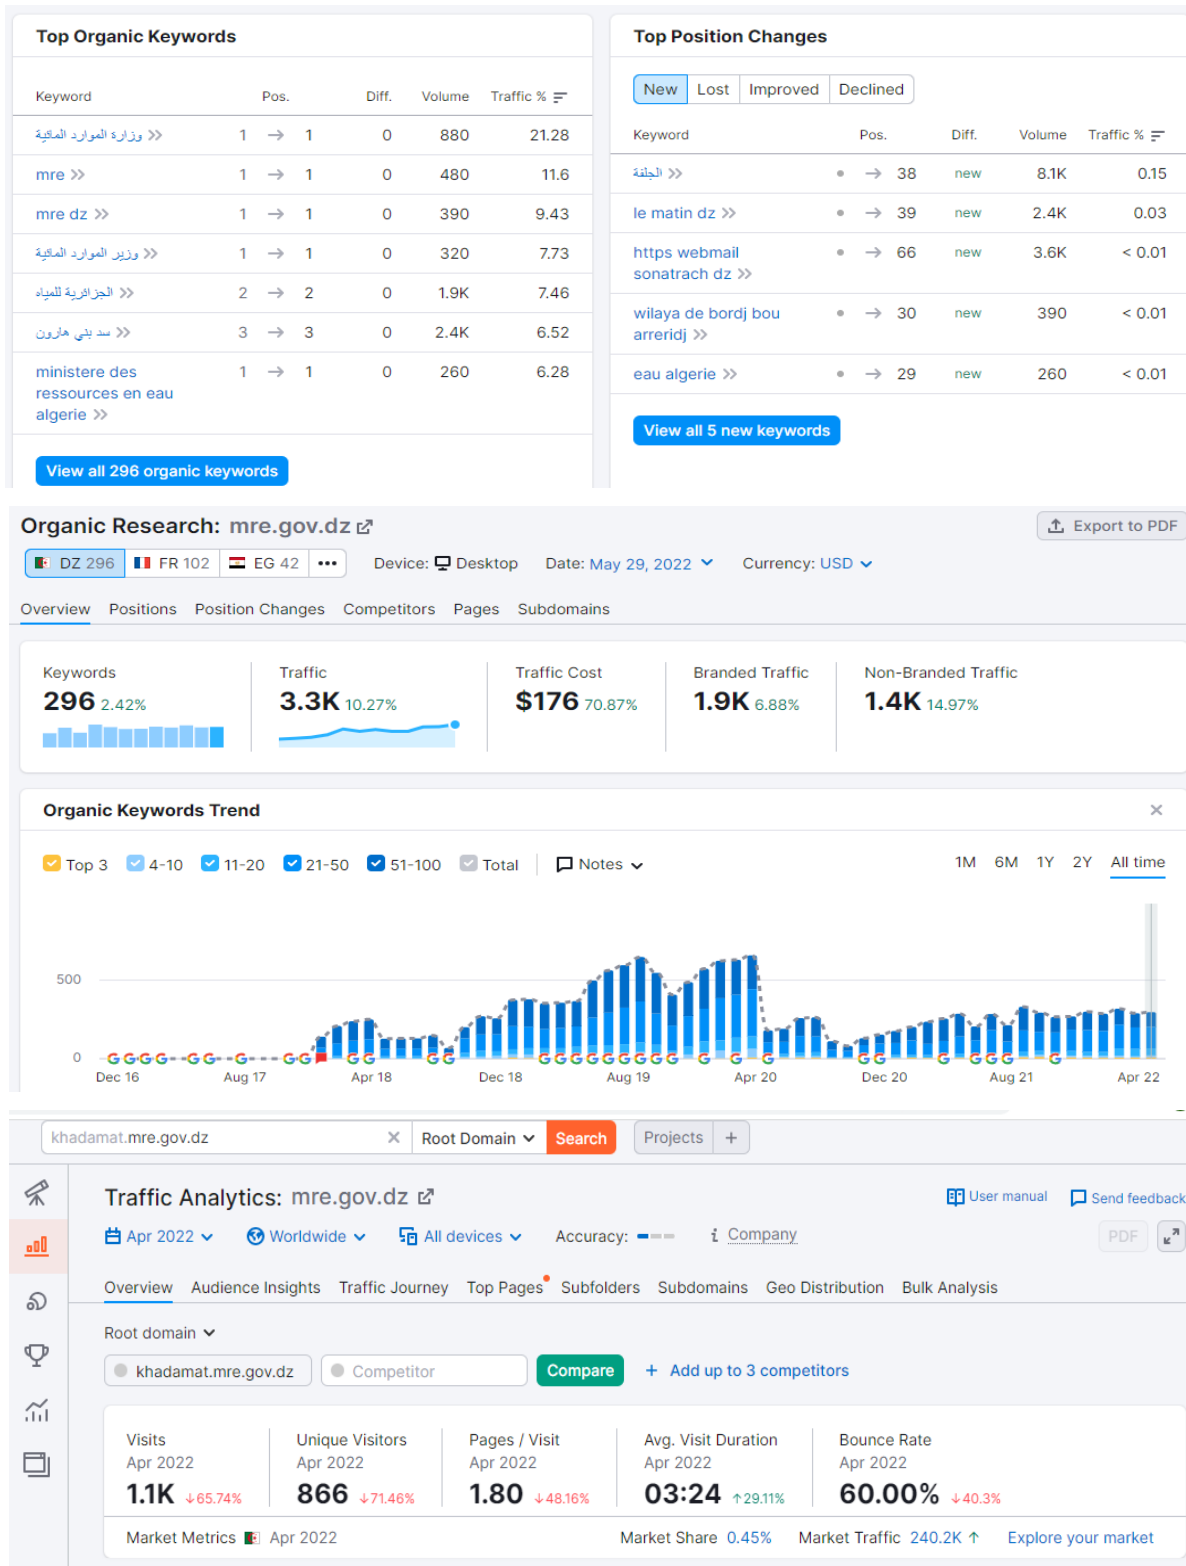 Top Organic Keywords
Keyword Pos. Diff. Volume Traffic %
وزارة الموارد المائية 1 → 1 0 880 21.28
mre 1 → 1 0 480 11.6
mre dz 1 → 1 0 390 9.43
وزير الموارد المائية 1 → 1 0 320 7.73
الجزائرية للمياه 2 → 2 0 1.9K 7.46
سد بني هارون 3 → 3 0 2.4K 6.52
ministere des 1 → 1 0 260 6.28
ressources en eau
algerie
View all 296 organic keywords
Top Position Changes
New Lost Improved Declined
Keyword Pos. Diff. Volume Traffic %
الجلفة • → 38 new 8.1K 0.15
le matin dz • → 39 new 2.4K 0.03
https webmail • → 66 new 3.6K < 0.01
sonatrach dz
wilaya de bordj bou • → 30 new 390 < 0.01
arreridj
eau algerie • → 29 new 260 < 0.01
View all 5 new keywords
Organic Research: mre.gov.dz
Export to PDF
DZ 296 FR 102 EG 42 ••• Device: Desktop Date: May 29, 2022 Currency: USD
Overview Positions Position Changes Competitors Pages Subdomains
Keywords Traffic Traffic Cost Branded Traffic Non-Branded Traffic
296 2.42% 3.3K 10.27% $176 70.87% 1.9K 6.88% 1.4K 14.97%
Organic Keywords Trend
Top 3 4-10 11-20 21-50 51-100 Total Notes 1M 6M 1Y 2Y All time
500
0
Dec 16 Aug 17 Apr 18 Dec 18 Aug 19 Apr 20 Dec 20 Aug 21 Apr 22
khadamat.mre.gov.dz Root Domain Search Projects +
Traffic Analytics: mre.gov.dz User manual Send feedback
Apr 2022 Worldwide All devices Accuracy: i Company PDF
Overview Audience Insights Traffic Journey Top Pages Subfolders Subdomains Geo Distribution Bulk Analysis
Root domain
khadamat.mre.gov.dz Competitor Compare + Add up to 3 competitors
Visits Unique Visitors Pages / Visit Avg. Visit Duration Bounce Rate
Apr 2022 Apr 2022 Apr 2022 Apr 2022 Apr 2022
1.1K ↓65.74% 866 ↓71.46% 1.80 ↓48.16% 03:24 ↑29.11% 60.00% ↓40.3%
Market Metrics Apr 2022 Market Share 0.45% Market Traffic 240.2K ↑ Explore your market